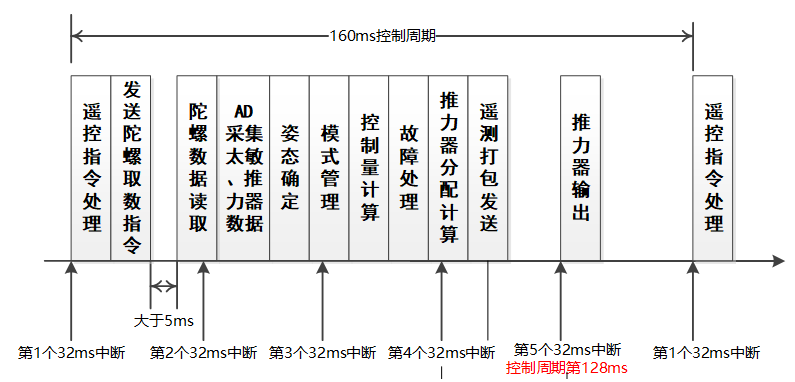 160ms控制周期
遥控指令处理
发送陀螺取数指令
陀螺数据读取
AD采集太敏、推力器数据
姿态确定
模式管理
控制量计算
故障处理
推力器分配计算
遥测打包发送
推力器输出
遥控指令处理
大于5ms
第1个32ms中断
第2个32ms中断
第3个32ms中断
第4个32ms中断
第5个32ms中断
控制周期第128ms
第1个32ms中断